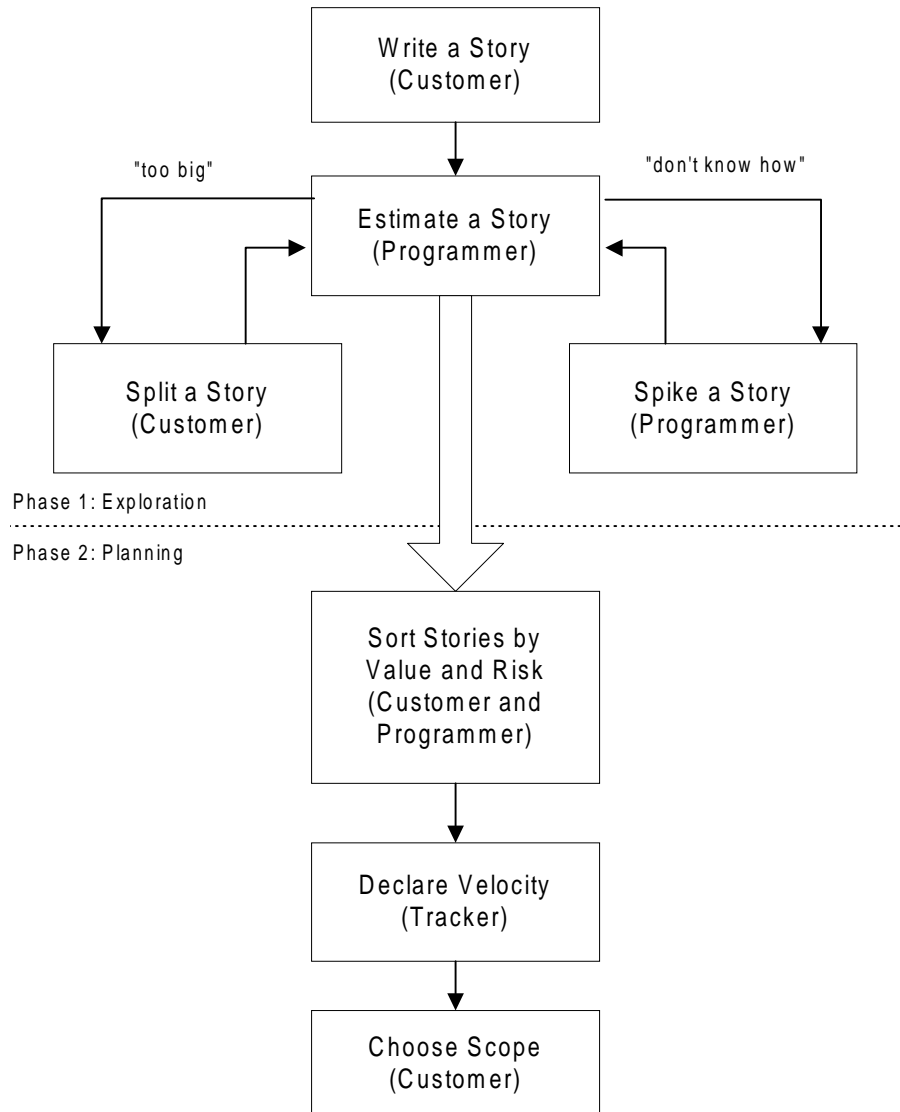 Write a Story
(Customer)
"too big"
"don't know how"
Estimate a Story
(Programmer)
Split a Story
(Customer)
Spike a Story
(Programmer)
Phase 1: Exploration
Phase 2: Planning
Sort Stories by
Value and Risk
(Customer and
Programmer)
Declare Velocity
(Tracker)
Choose Scope
(Customer)